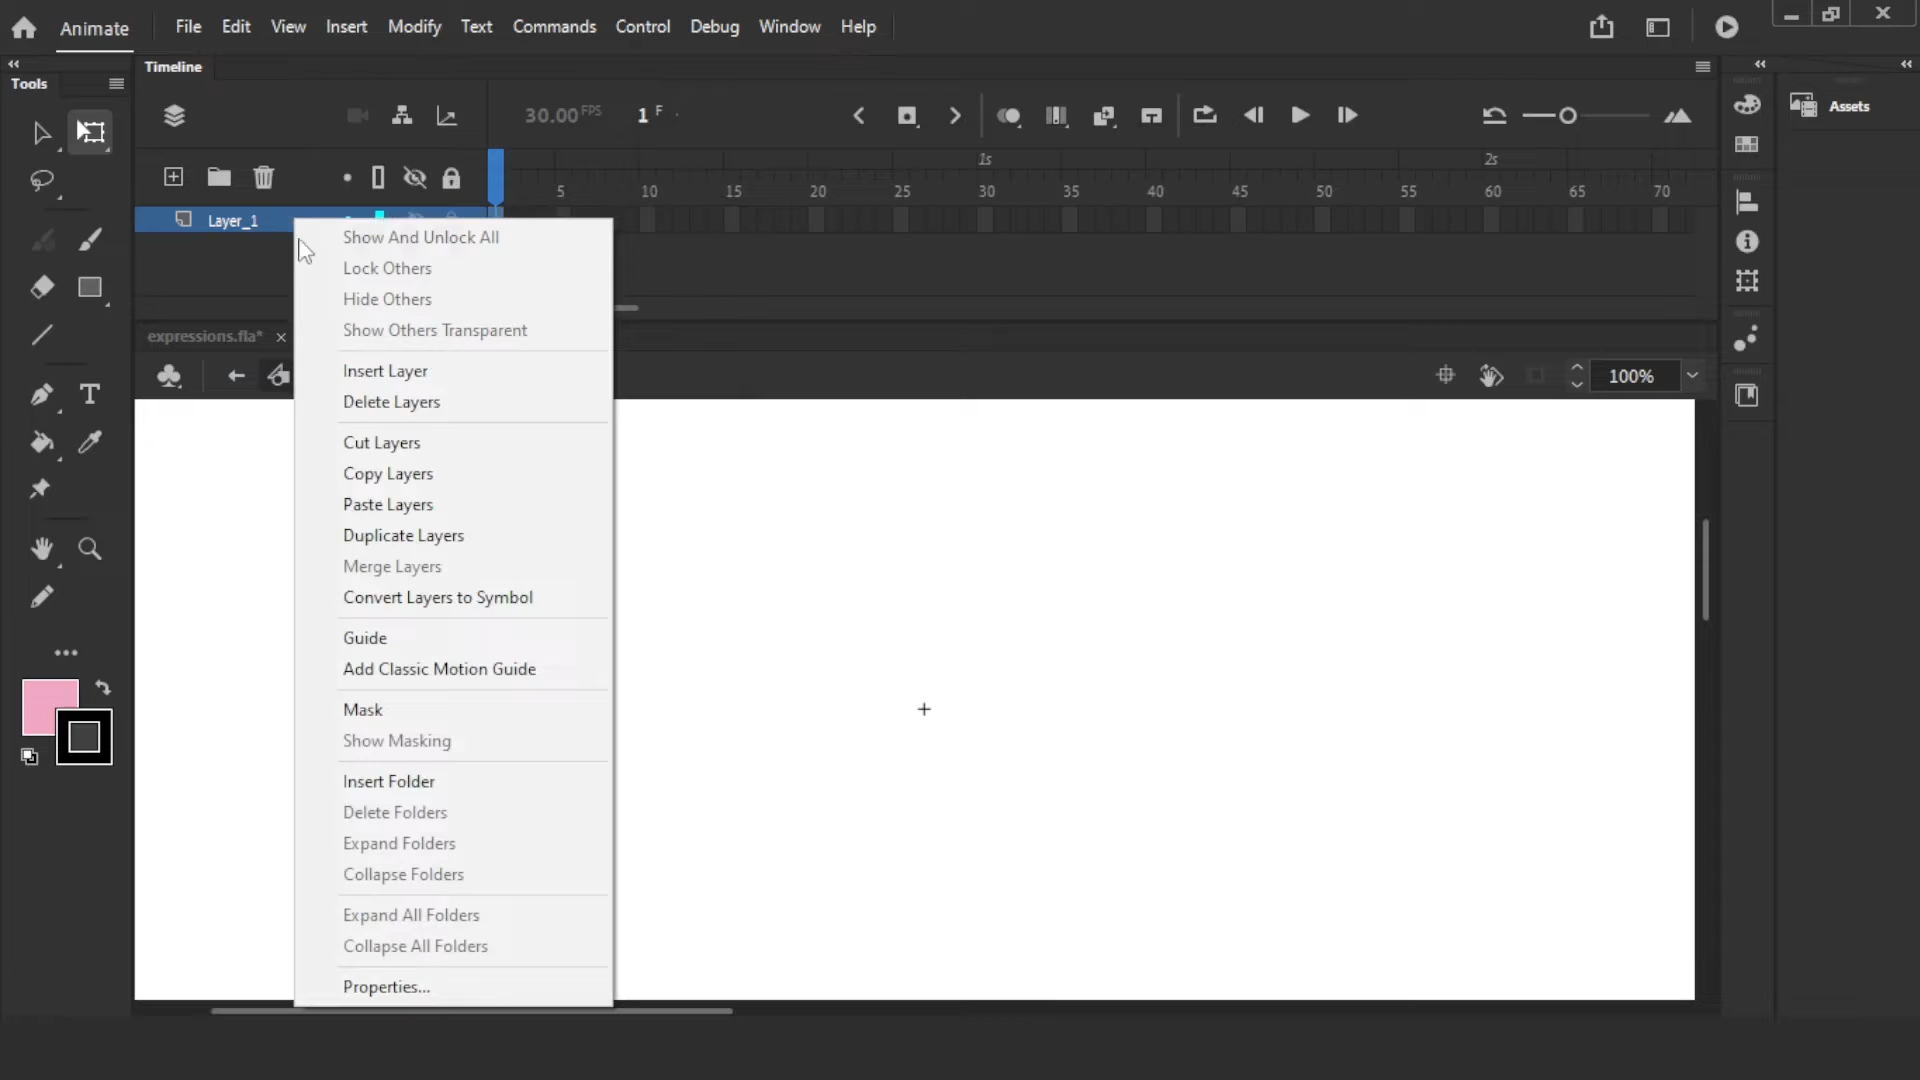 Animate File Edit View Insert Modify Text Commands Control Debug Window Help
Tools
Timeline
30.00 FPS 1 F
Assets
1s 2s
5 10 15 20 25 30 35 40 45 50 55 60 65 70
Layer_1
Show And Unlock All
Lock Others
Hide Others
Show Others Transparent
expressions.fla*
Insert Layer
100%
Delete Layers
Cut Layers
Copy Layers
Paste Layers
Duplicate Layers
Merge Layers
Convert Layers to Symbol
Guide
Add Classic Motion Guide
Mask
Show Masking
Insert Folder
Delete Folders
Expand Folders
Collapse Folders
Expand All Folders
Collapse All Folders
Properties...